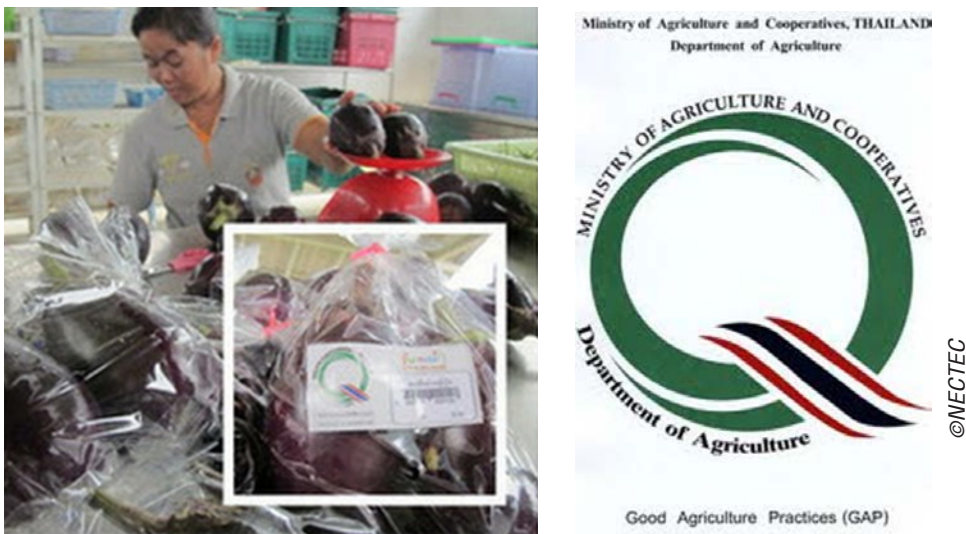 Ministry of Agriculture and Cooperatives, THAILAND
Department of Agriculture
MINISTRY OF AGRICULTURE AND COOPERATIVES
Department of Agriculture
Good Agriculture Practices (GAP)
©NECTEC